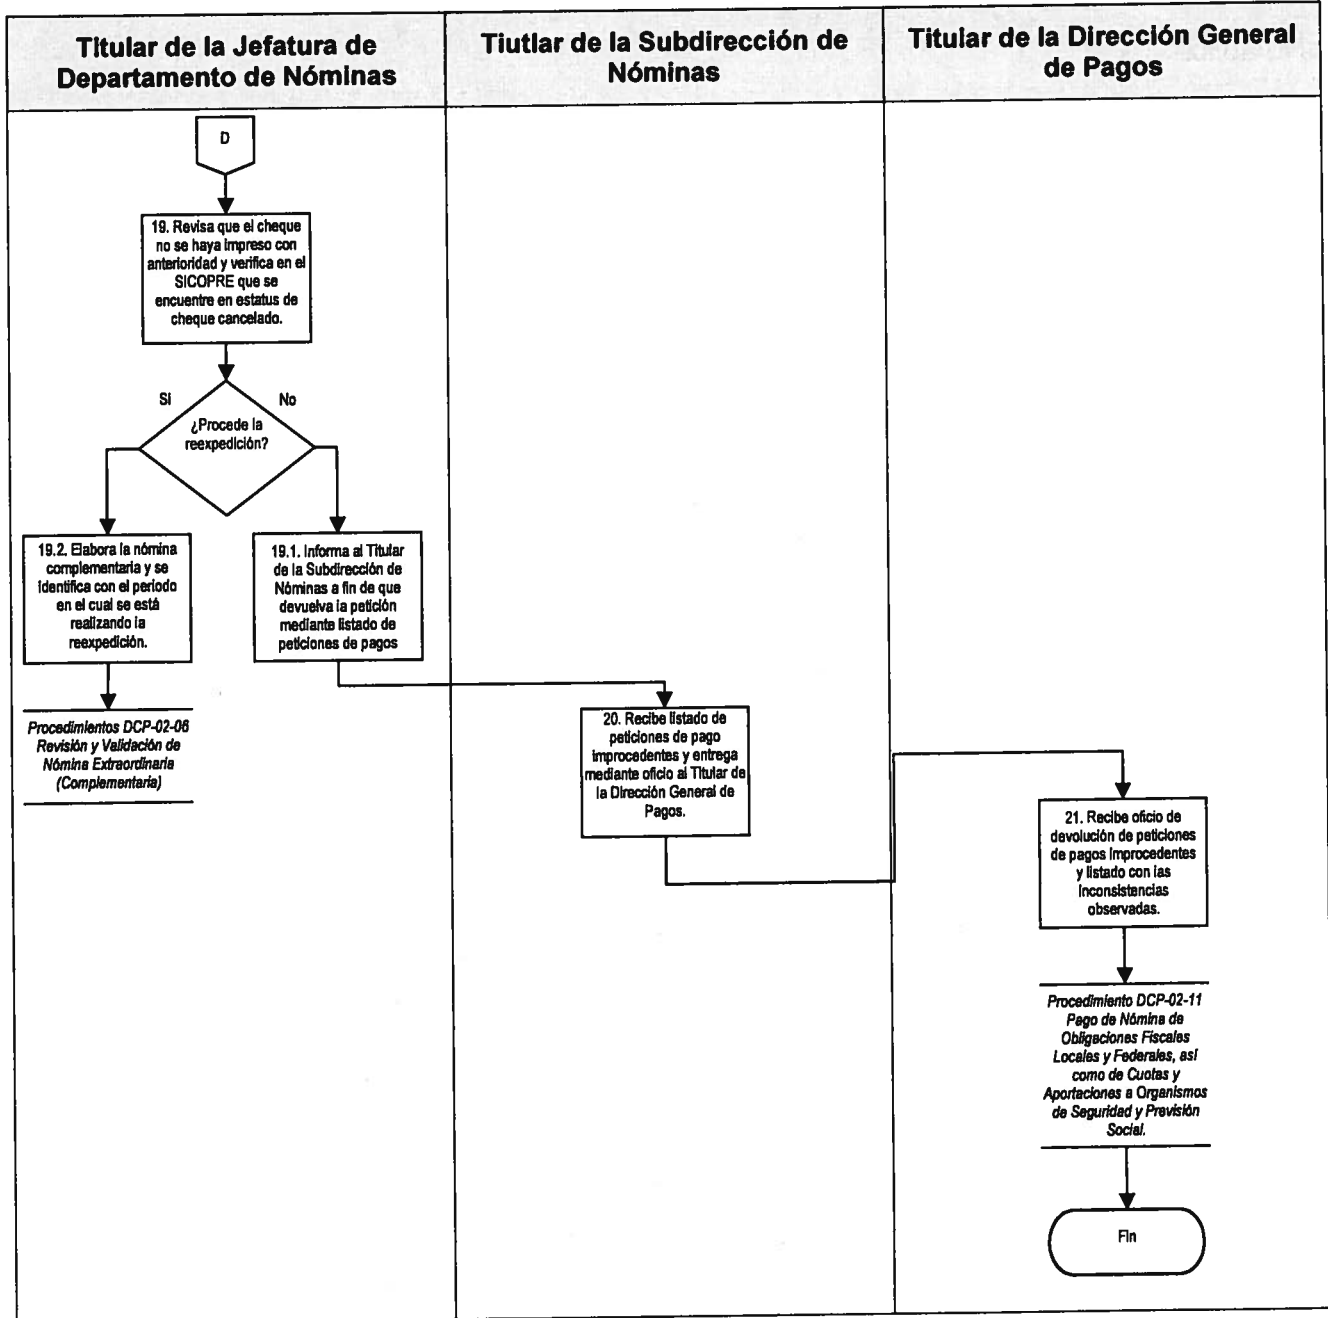 Titular de la Jefatura de
Departamento de Nóminas
Tiutlar de la Subdirección de
Nóminas
Titular de la Dirección General
de Pagos
D
19. Revisa que el cheque
no se haya impreso con
anterioridad y verifica en el
SICOPRE que se
encuentre en estatus de
cheque cancelado.
Si
No
¿Procede la
reexpedición?
19.2. Elabora la nómina
complementaria y se
identifica con el periodo
en el cual se está
realizando la
reexpedición.
19.1. Informa al Titular
de la Subdirección de
Nóminas a fin de que
devuelva la petición
mediante listado de
peticiones de pagos
Procedimientos DCP-02-06
Revisión y Validación de
Nómina Extraordinaria
(Complementaria)
20. Recibe listado de
peticiones de pago
improcedentes y entrega
mediante oficio al Titular de
la Dirección General de
Pagos.
21. Recibe oficio de
devolución de peticiones
de pagos improcedentes
y listado con las
inconsistencias
observadas.
Procedimiento DCP-02-11
Pago de Nómina de
Obligaciones Fiscales
Locales y Federales, así
como de Cuotas y
Aportaciones a Organismos
de Seguridad y Previsión
Social.
Fin